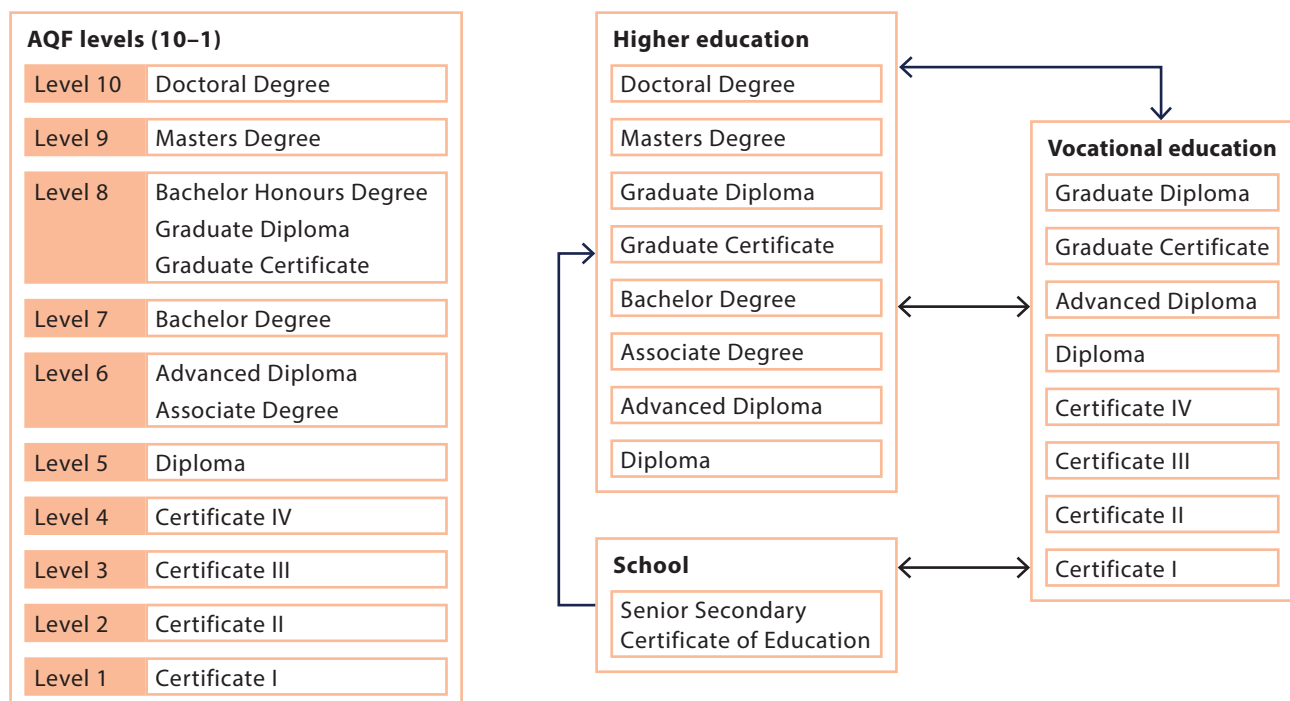 AQF levels (10–1)
Level 10 Doctoral Degree
Level 9 Masters Degree
Level 8 Bachelor Honours Degree
Graduate Diploma
Graduate Certificate
Level 7 Bachelor Degree
Level 6 Advanced Diploma
Associate Degree
Level 5 Diploma
Level 4 Certificate IV
Level 3 Certificate III
Level 2 Certificate II
Level 1 Certificate I
Higher education
Doctoral Degree
Masters Degree
Graduate Diploma
Graduate Certificate
Bachelor Degree
Associate Degree
Advanced Diploma
Diploma
School
Senior Secondary
Certificate of Education
Vocational education
Graduate Diploma
Graduate Certificate
Advanced Diploma
Diploma
Certificate IV
Certificate III
Certificate II
Certificate I